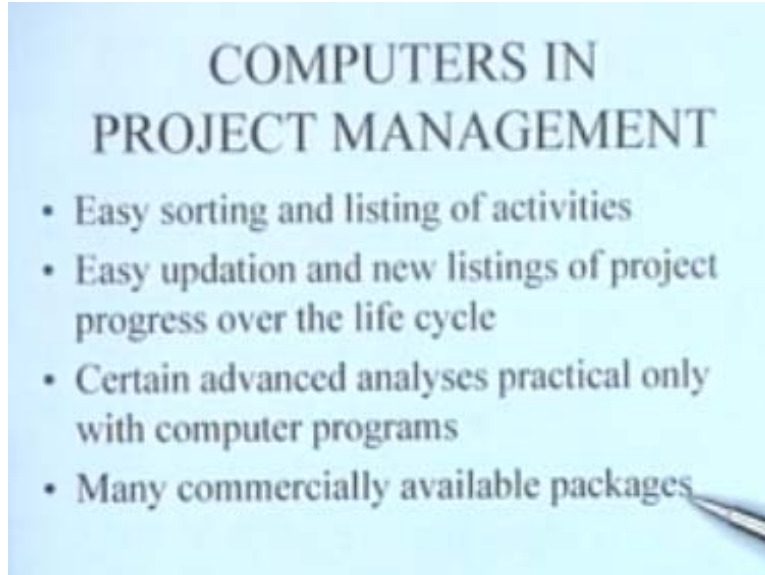 COMPUTERS IN
PROJECT MANAGEMENT
• Easy sorting and listing of activities
• Easy updation and new listings of project
progress over the life cycle
• Certain advanced analyses practical only
with computer programs
• Many commercially available packages